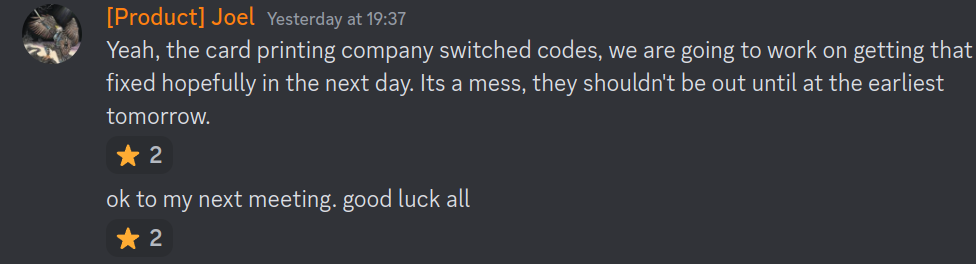 [Product] Joel Yesterday at 19:37
Yeah, the card printing company switched codes, we are going to work on getting that
fixed hopefully in the next day. Its a mess, they shouldn't be out until at the earliest
tomorrow.
2
ok to my next meeting. good luck all
2